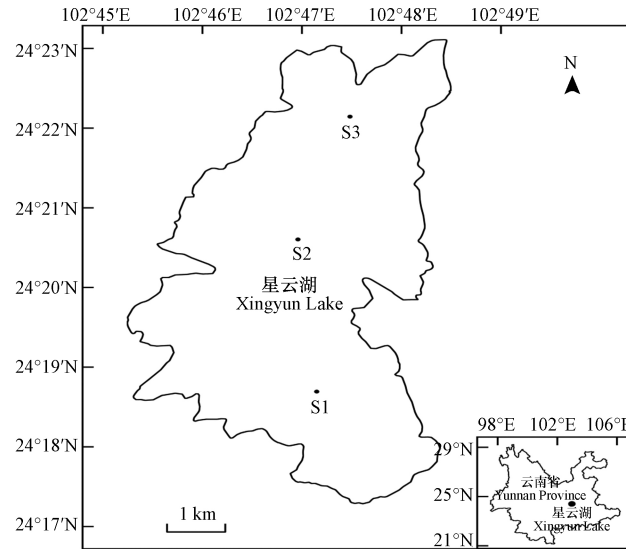 102°45′E 102°46′E 102°47′E 102°48′E 102°49′E
24°23′N
N
24°22′N
S3
24°21′N
S2
24°20′N
星云湖
Xingyun Lake
24°19′N
S1
24°18′N
24°17′N
1 km
98°E 102°E 106°E
29°N
云南省
Yunnan Province
25°N
星云湖
Xingyun Lake
21°N